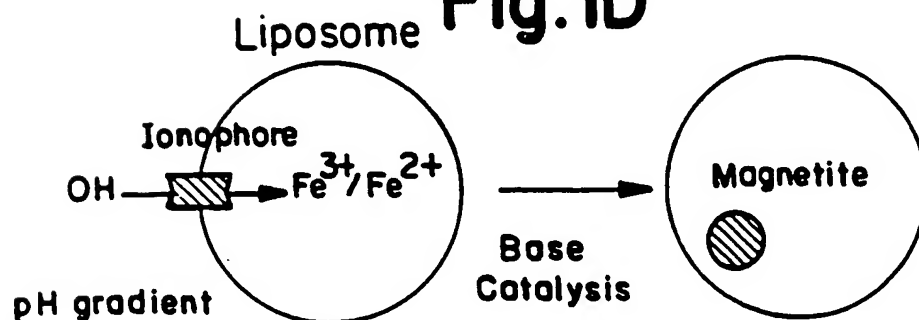 Fig. 1D
Liposome
Ionophore
OH
Fe3+/Fe2+
Magnetite
Base
Catalysis
pH gradient